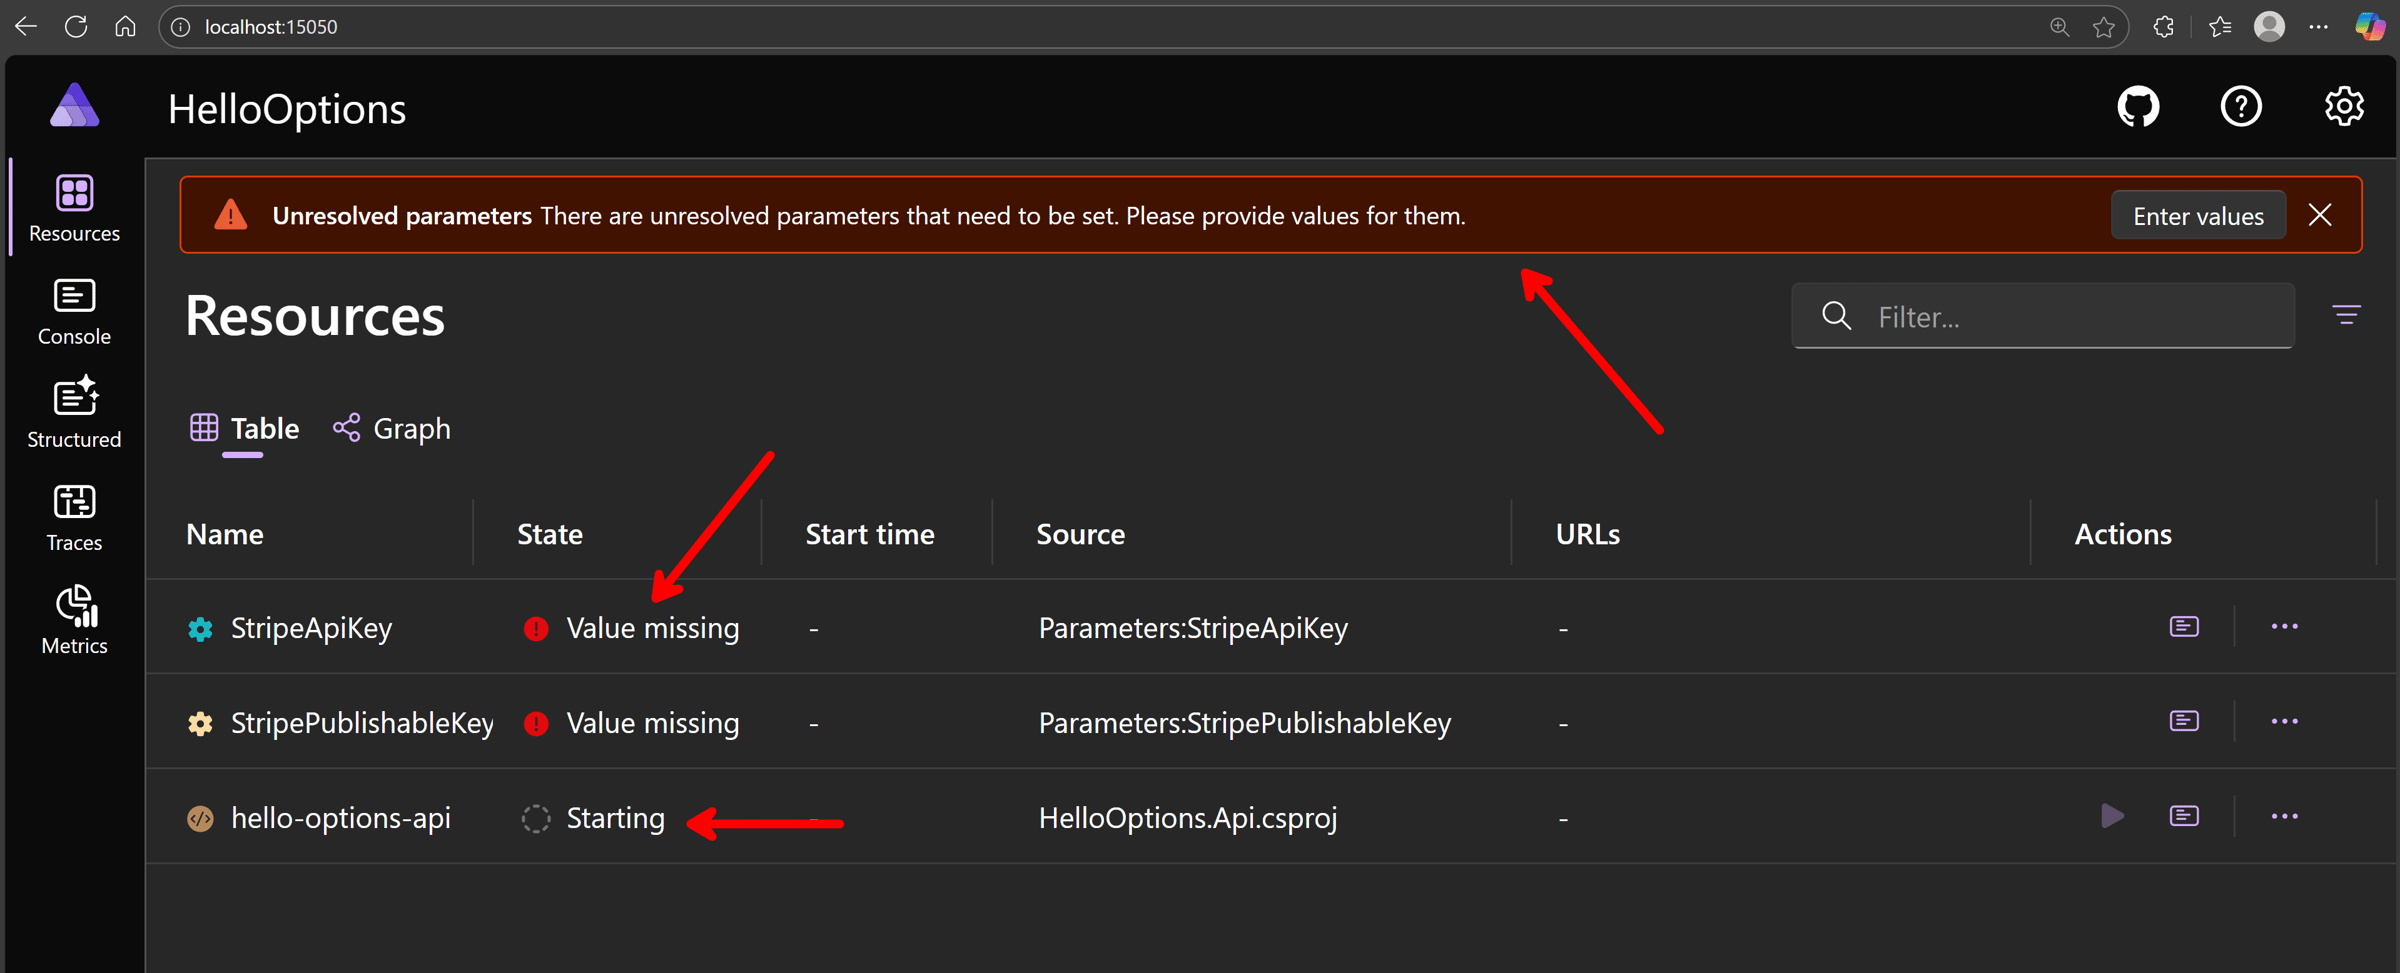 localhost:15050
HelloOptions
Resources
Console
Structured
Traces
Metrics
Unresolved parameters There are unresolved parameters that need to be set. Please provide values for them.
Enter values
Resources
Filter...
Table Graph
Name State Start time Source URLs Actions
StripeApiKey Value missing - Parameters:StripeApiKey -
StripePublishableKey Value missing - Parameters:StripePublishableKey -
hello-options-api Starting - HelloOptions.Api.csproj -